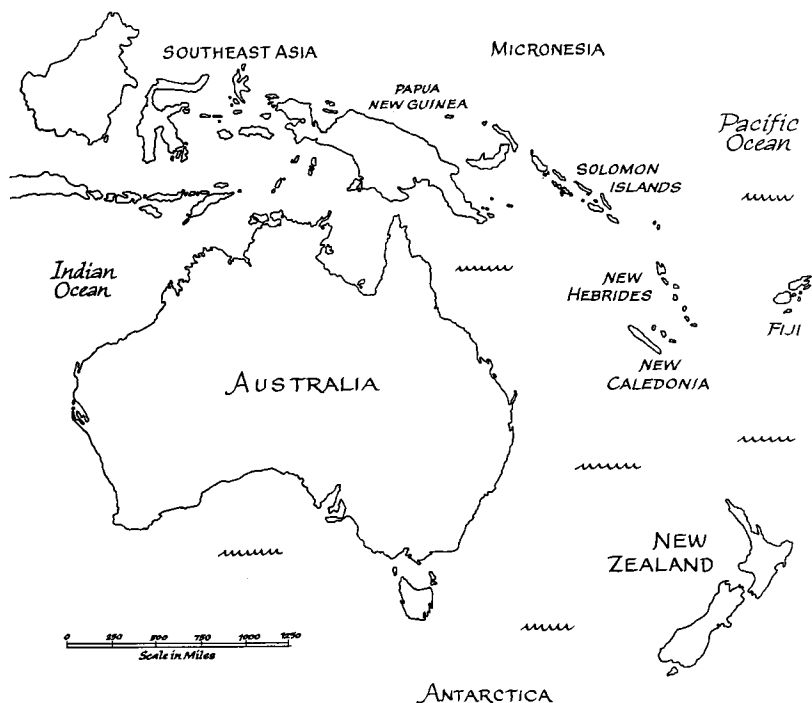 SOUTHEAST ASIA
MICRONESIA
PAPUA
NEW GUINEA
Pacific
Ocean
SOLOMON
ISLANDS
Indian
Ocean
NEW
HEBRIDES
FIJI
AUSTRALIA
NEW
CALEDONIA
NEW
ZEALAND
0 250 500 750 1000 1250
Scale in Miles
ANTARCTICA